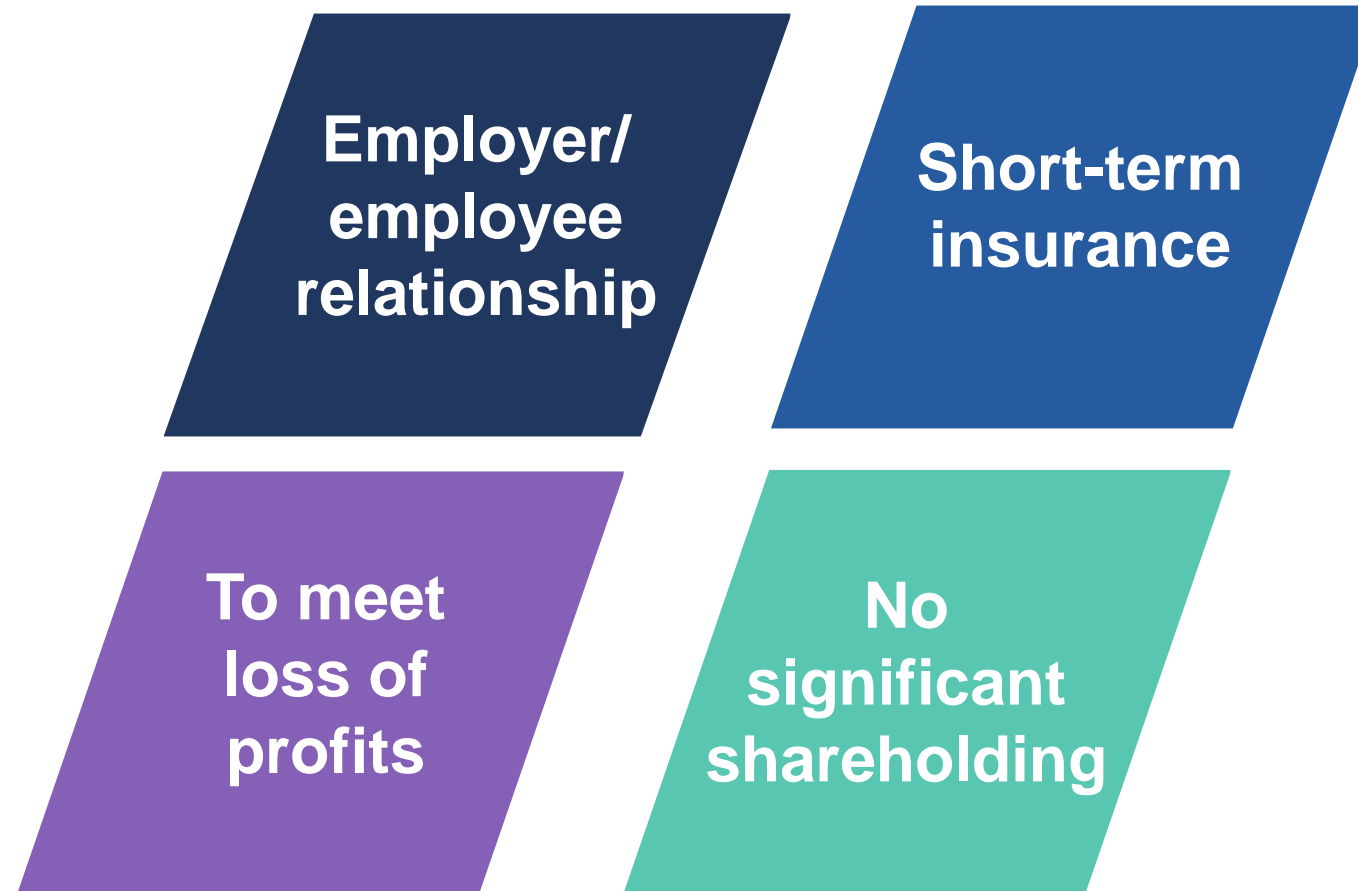 Employer/
employee
relationship
Short-term
insurance
To meet
loss of
profits
No
significant
shareholding